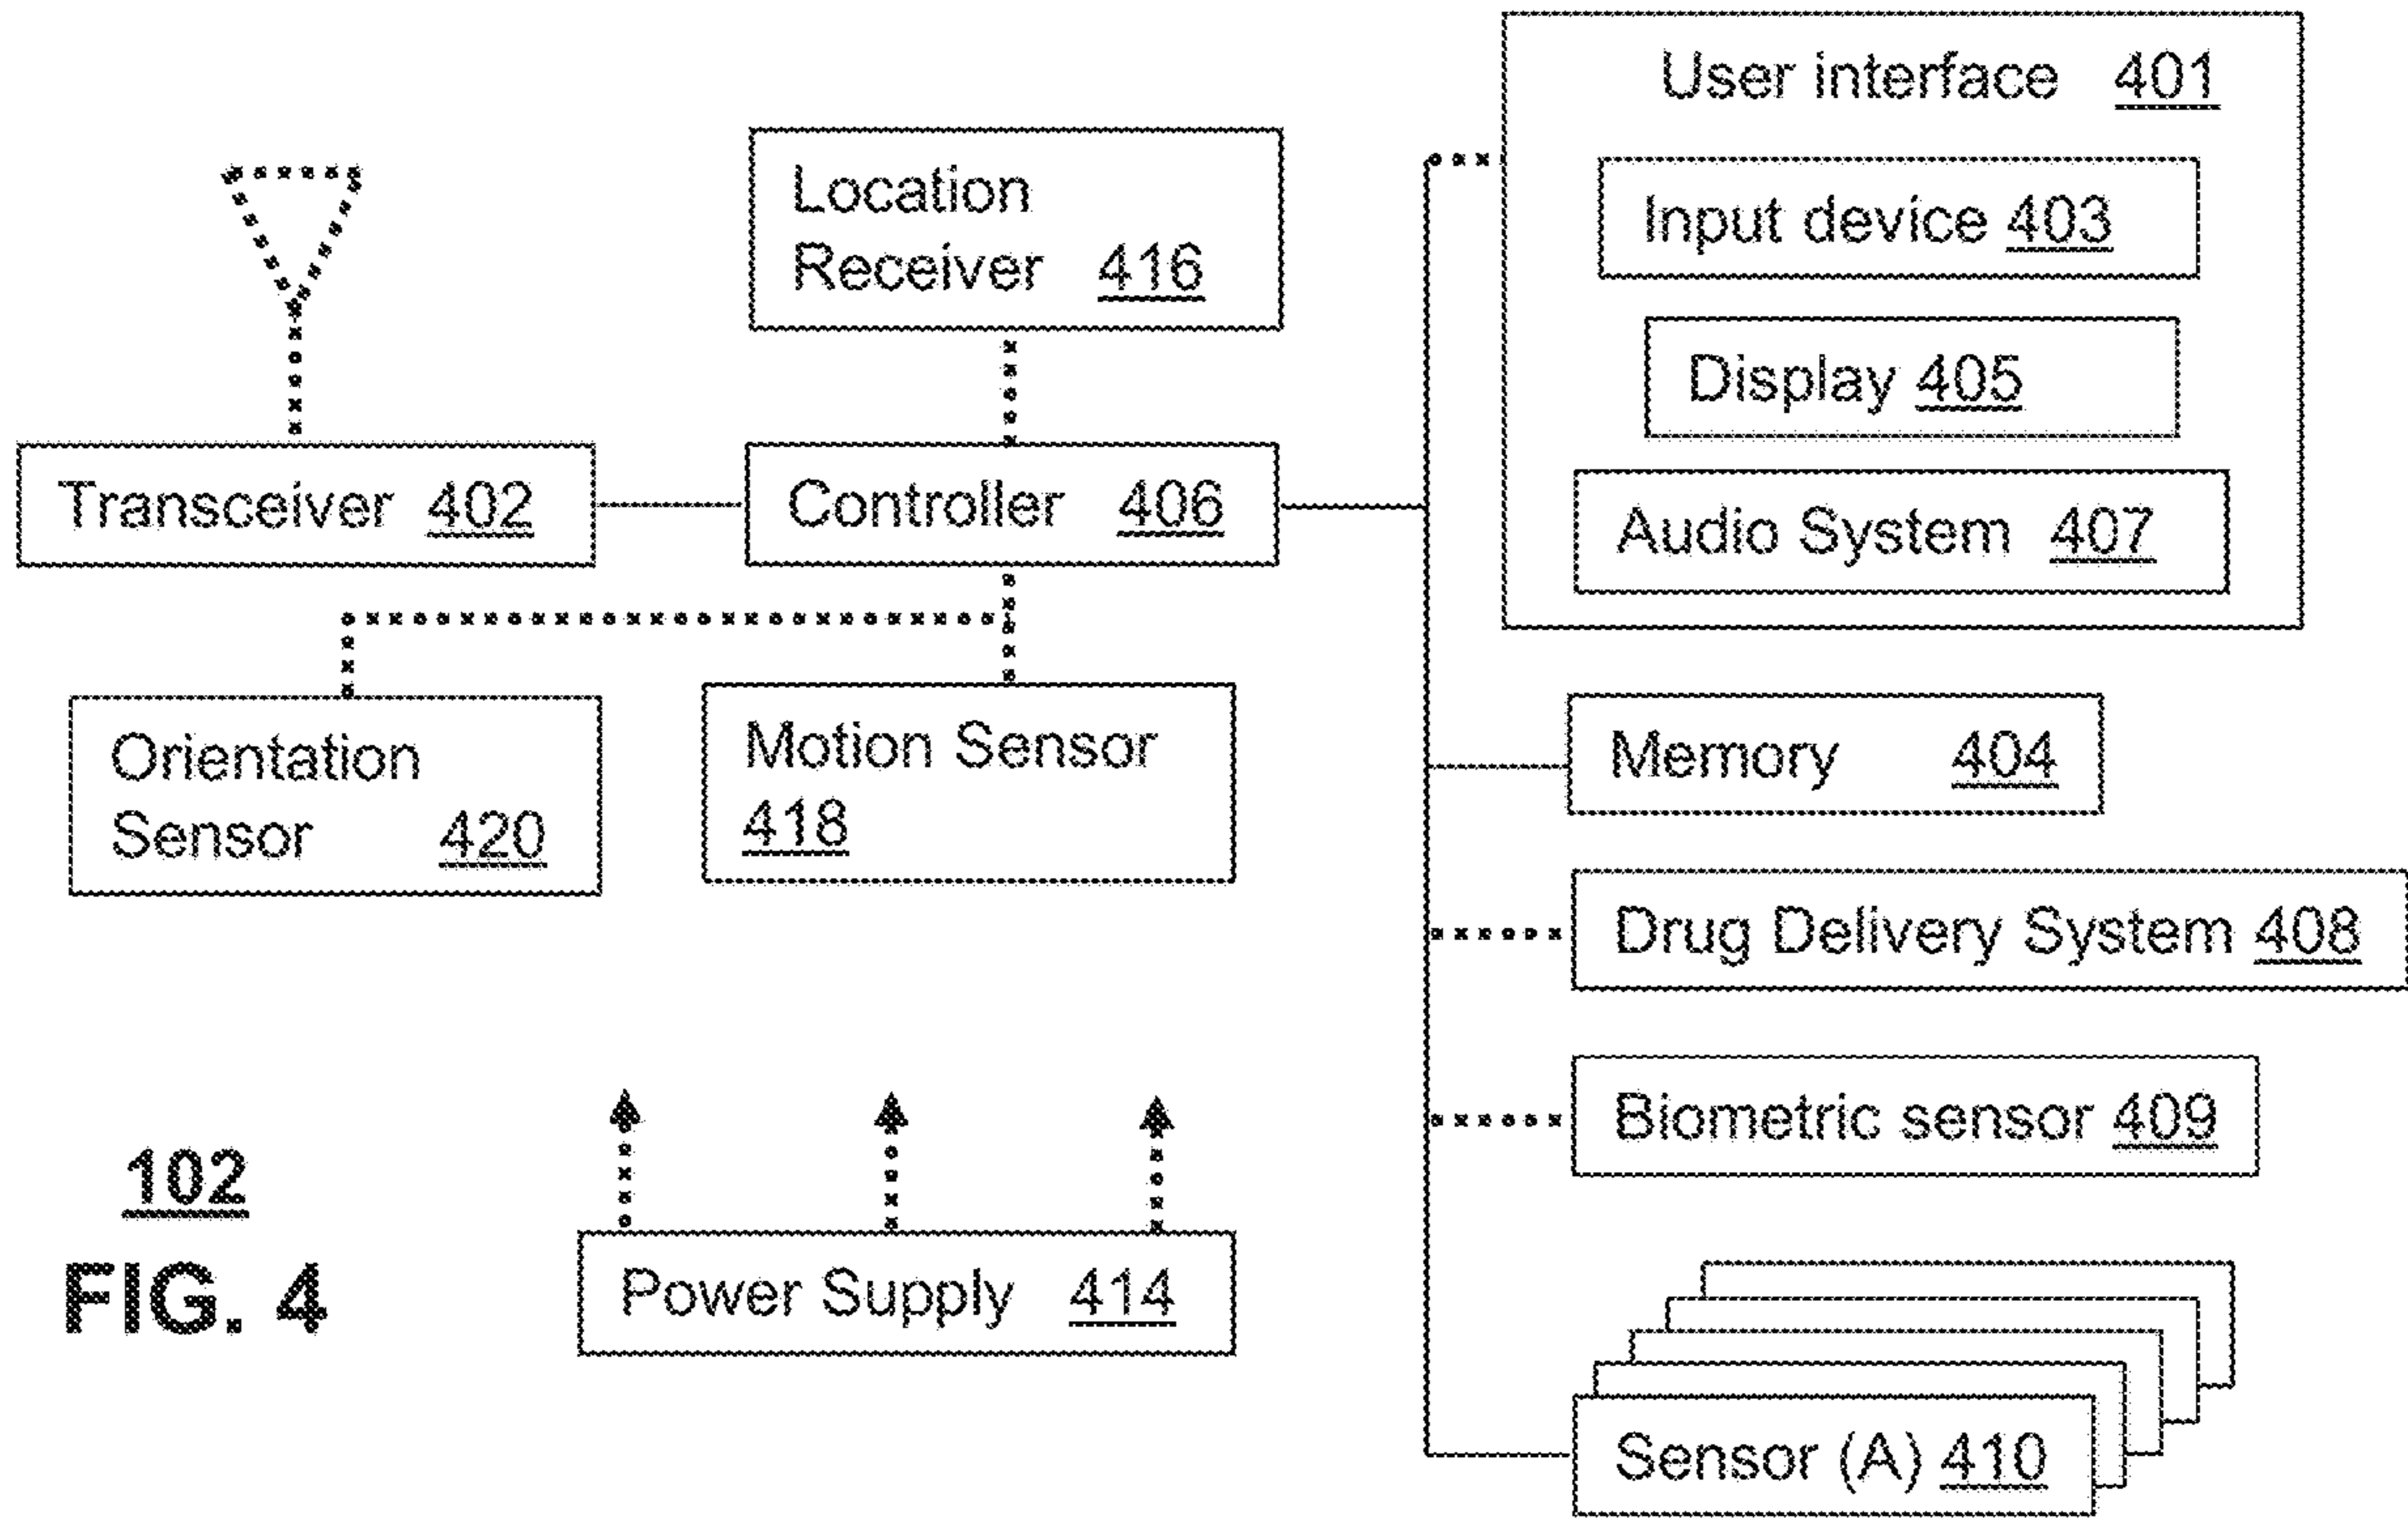 User interface 401
Input device 403
Display 405
Audio System 407
Location
Receiver 416
Transceiver 402
Controller 406
Orientation
Sensor 420
Motion Sensor
418
Memory 404
Drug Delivery System 408
Biometric sensor 409
Sensor (A) 410
Power Supply 414
102
FIG. 4